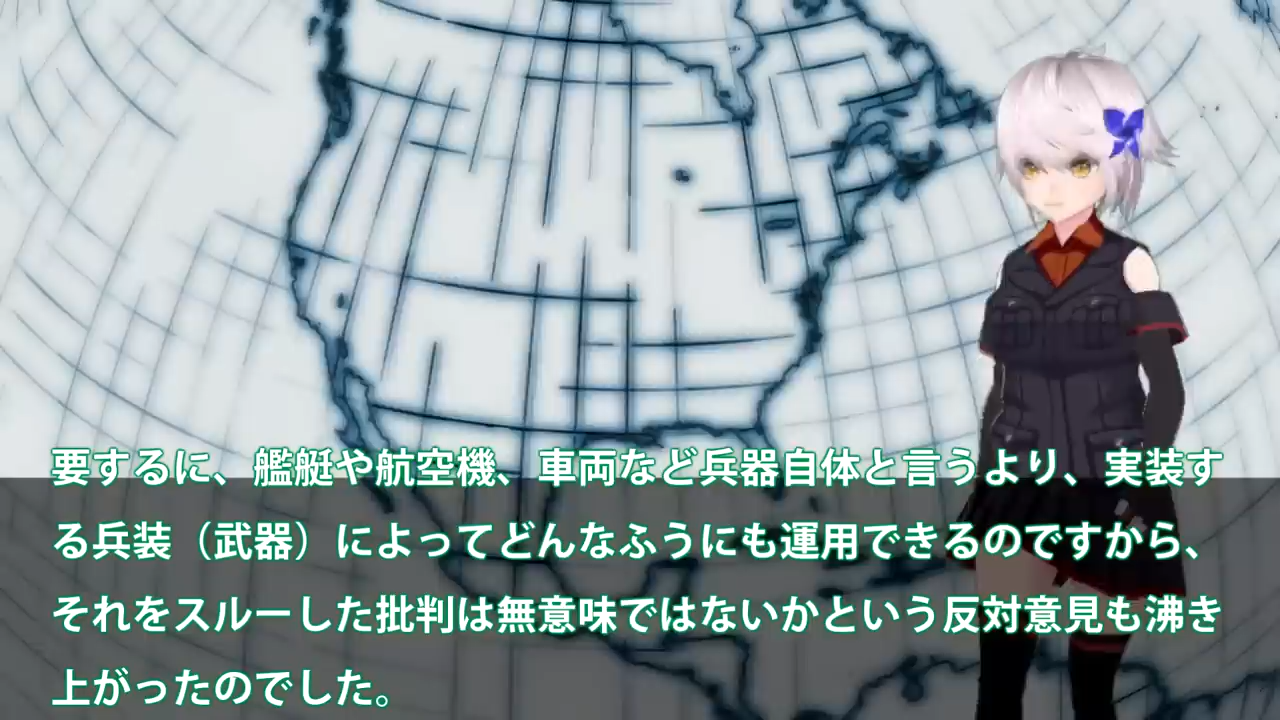 要するに、艦艇や航空機、車両など兵器自体と言うより、実装す
る兵装（武器）によってどんなふうにも運用できるのですから、
それをスルーした批判は無意味ではないかという反対意見も沸き
上がったのでした。